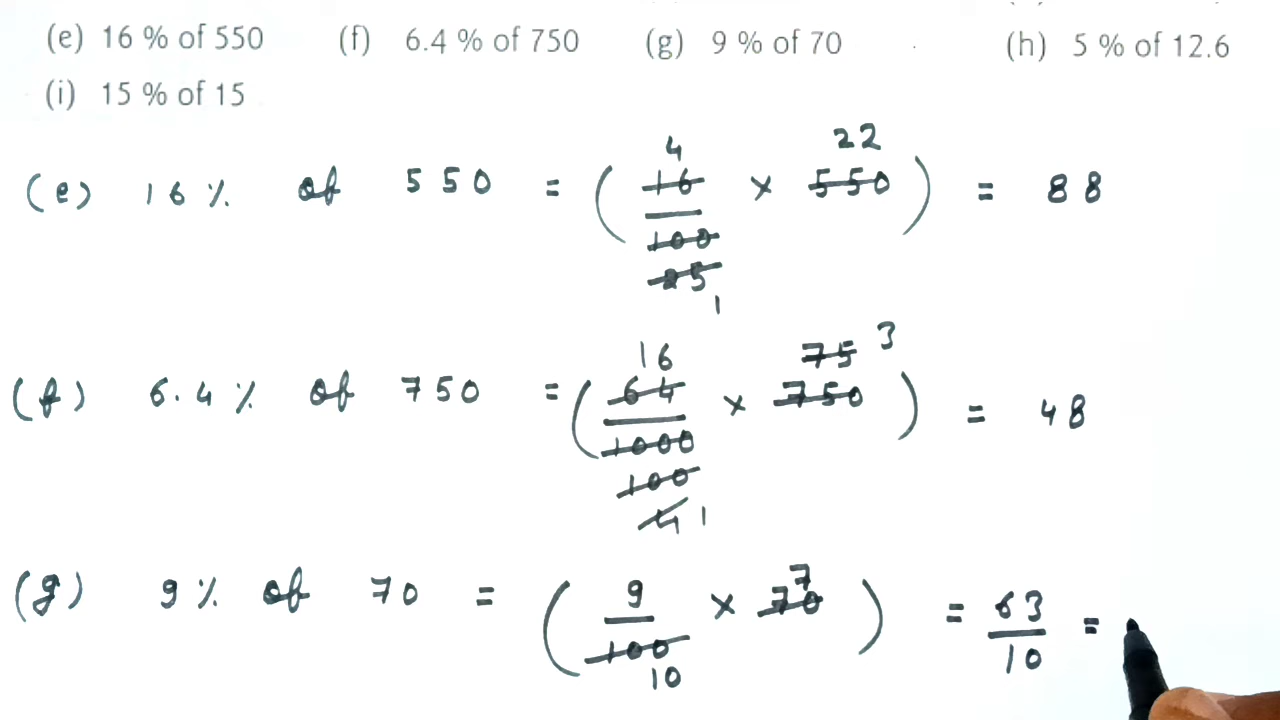 (e) 16 % of 550 (f) 6.4 % of 750 (g) 9 % of 70 (h) 5 % of 12.6
(i) 15 % of 15
4 22
(e) 16 % of 550 = ( 16 × 550 ) = 88
100
25
1
16 75 3
(f) 6.4 % of 750 = ( 64 × 750 ) = 48
1000
100
4 1
7
(g) 9 % of 70 = ( 9 × 70 ) = 63 =
100 10
10